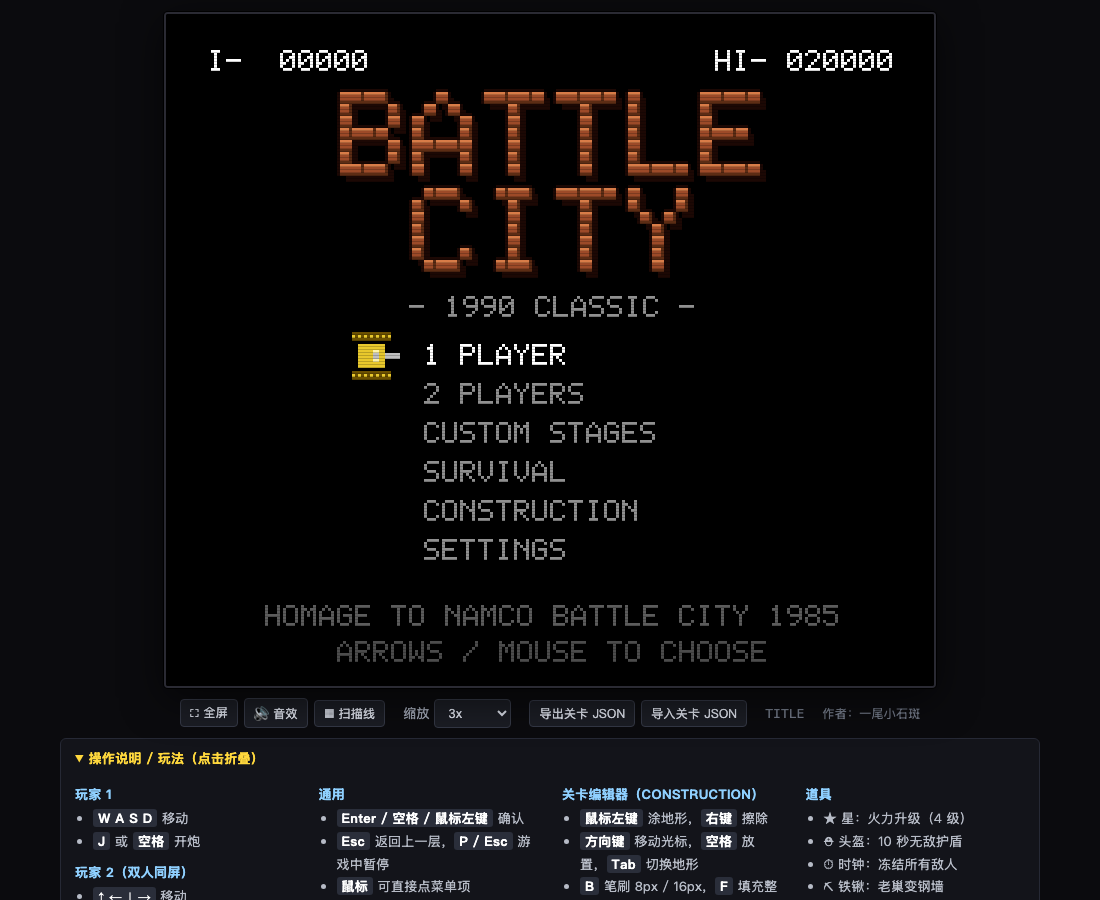 I-  00000
HI- 020000
BATTLE
CITY
- 1990 CLASSIC -
1 PLAYER
2 PLAYERS
CUSTOM STAGES
SURVIVAL
CONSTRUCTION
SETTINGS
HOMAGE TO NAMCO BATTLE CITY 1985
ARROWS / MOUSE TO CHOOSE
⛶ 全屏
🔊 音效
▦ 扫描线
缩放
3x
导出关卡 JSON
导入关卡 JSON
TITLE
作者：一尾小石斑
▼ 操作说明 / 玩法（点击折叠）
玩家 1
• W A S D 移动
• J 或 空格 开炮
玩家 2（双人同屏）
• ↑ ← ↓ → 移动
通用
• Enter / 空格 / 鼠标左键 确认
• Esc 返回上一层，P / Esc 游
戏中暂停
• 鼠标 可直接点菜单项
关卡编辑器（CONSTRUCTION）
• 鼠标左键 涂地形，右键 擦除
• 方向键 移动光标，空格 放
置，Tab 切换地形
• B 笔刷 8px / 16px，F 填充整
道具
• ★ 星：火力升级（4 级）
• ⛑ 头盔：10 秒无敌护盾
• ⏱ 时钟：冻结所有敌人
• ⛏ 铁锹：老巢变钢墙